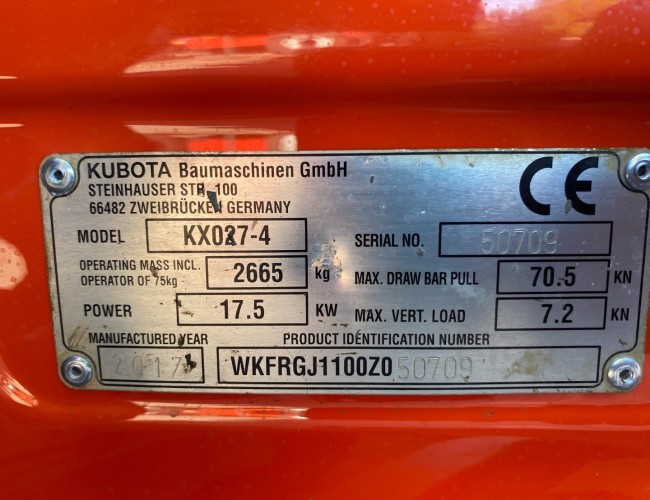 KUBOTA Baumaschinen GmbH
STEINHAUSER STR. 100
66482 ZWEIBRÜCKEN GERMANY
CE
MODEL KX027-4
SERIAL NO. 50709
OPERATING MASS INCL. OPERATOR OF 75kg 2665 kg
MAX. DRAW BAR PULL 70.5 KN
POWER 17.5 KW
MAX. VERT. LOAD 7.2 KN
MANUFACTURED YEAR 2017
PRODUCT IDENTIFICATION NUMBER
WKFRGJ1100Z050709